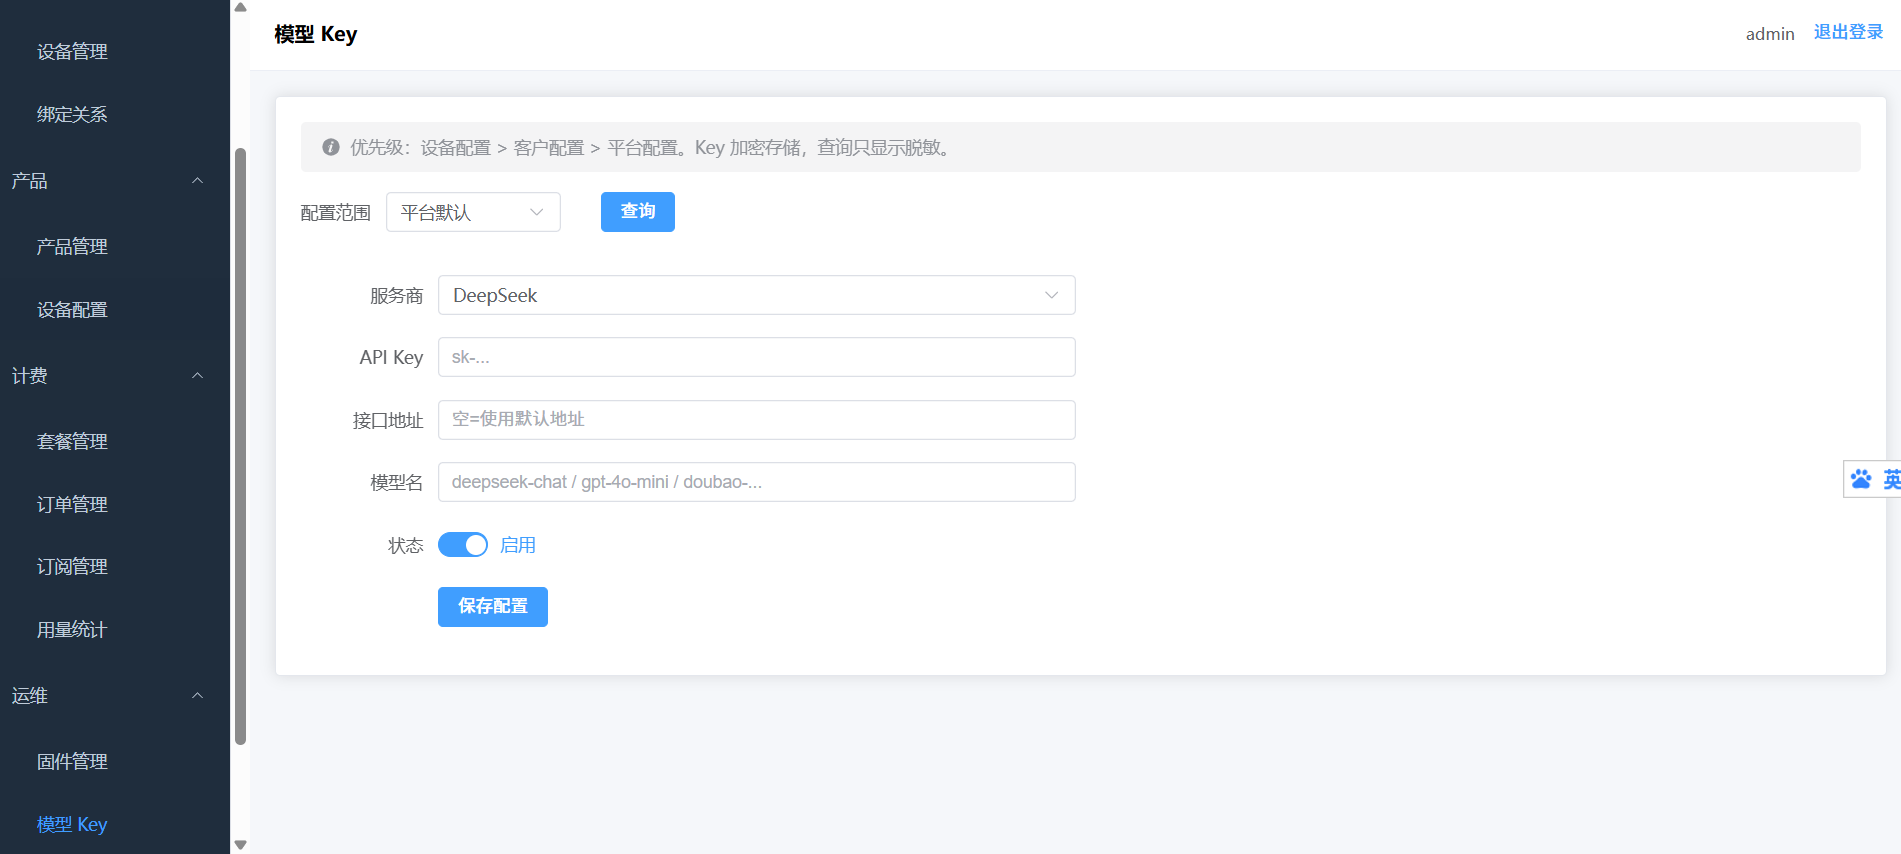 设备管理
绑定关系
产品
产品管理
设备配置
计费
套餐管理
订单管理
订阅管理
用量统计
运维
固件管理
模型 Key
模型 Key
admin 退出登录
优先级：设备配置 > 客户配置 > 平台配置。Key 加密存储，查询只显示脱敏。
配置范围 平台默认 查询
服务商 DeepSeek
API Key sk-...
接口地址 空=使用默认地址
模型名 deepseek-chat / gpt-4o-mini / doubao-...
状态 启用
保存配置
英